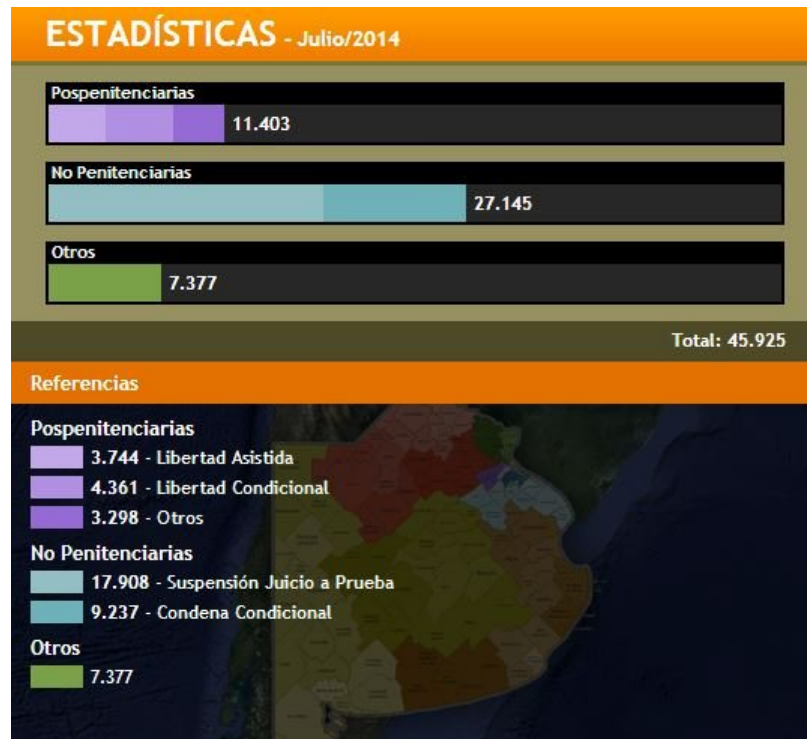 ESTADÍSTICAS - Julio/2014
Pospenitenciarias
11.403
No Penitenciarias
27.145
Otros
7.377
Total: 45.925
Referencias
Pospenitenciarias
3.744 - Libertad Asistida
4.361 - Libertad Condicional
3.298 - Otros
No Penitenciarias
17.908 - Suspensión Juicio a Prueba
9.237 - Condena Condicional
Otros
7.377